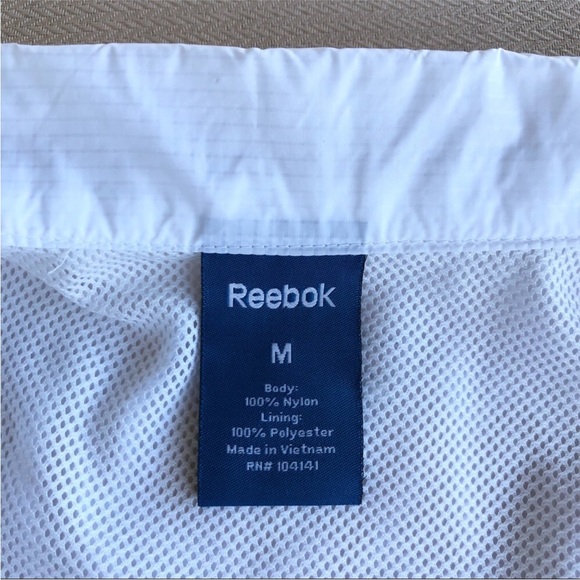 Reebok
M
Body:
100% Nylon
Lining:
100% Polyester
Made in Vietnam
RN# 104141